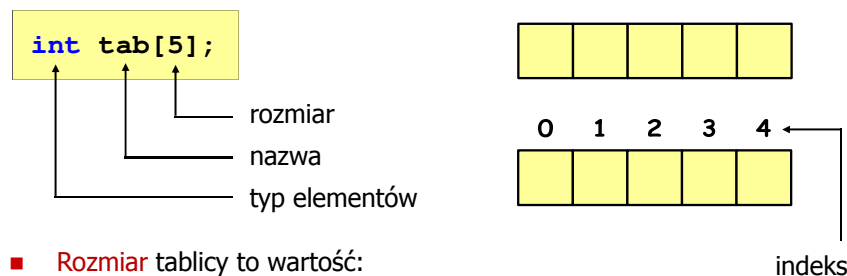 int tab[5];
rozmiar
nazwa
typ elementów
0 1 2 3 4
indeks
Rozmiar tablicy to wartość: